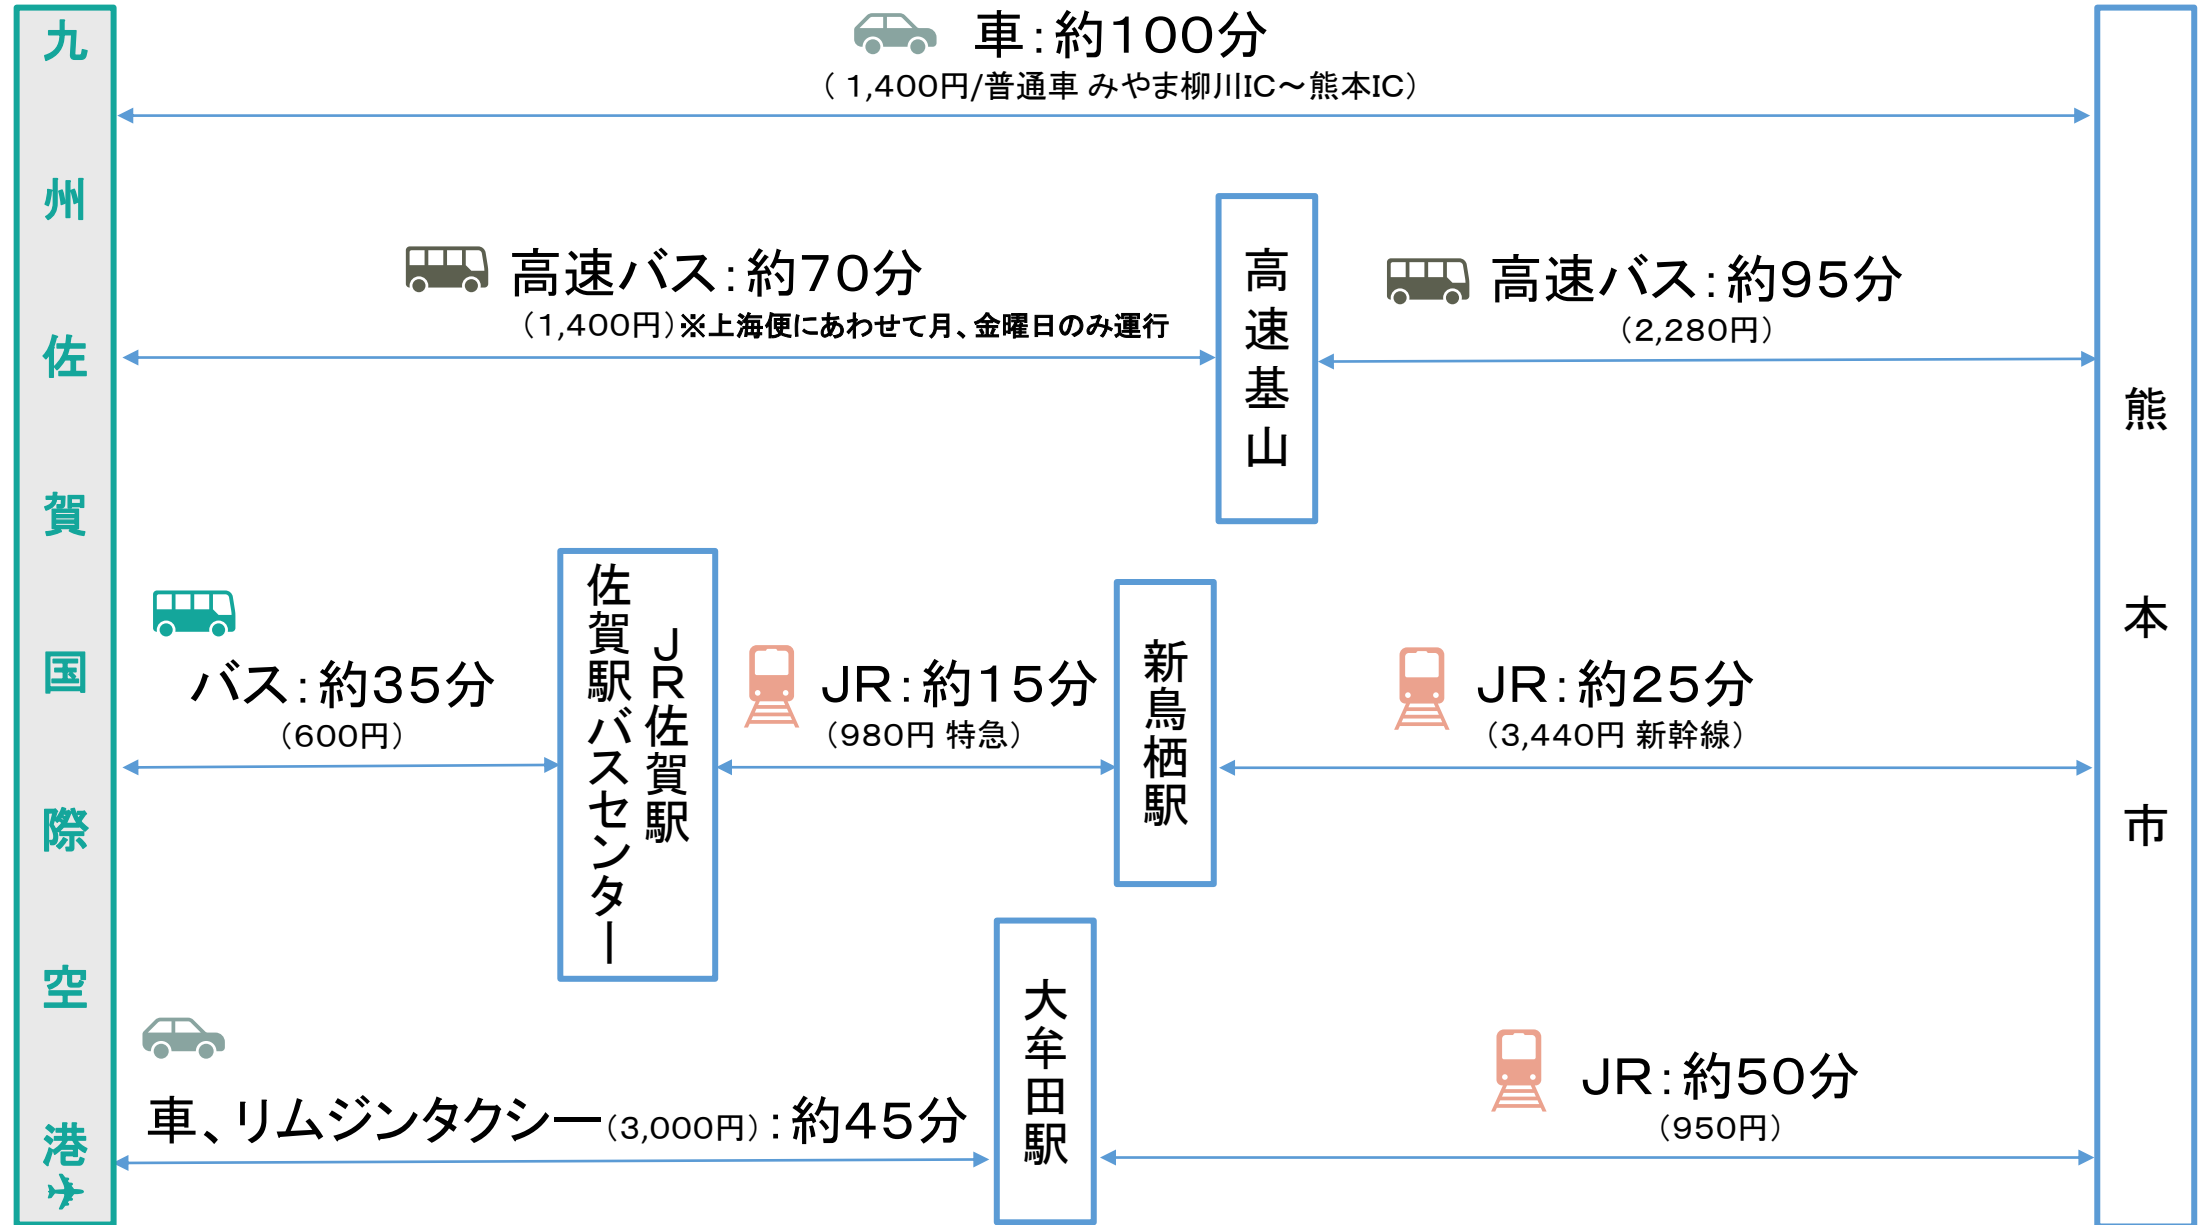 九州佐賀国際空港
車：約100分
（ 1,400円/普通車 みやま柳川IC～熊本IC）
高速バス：約70分
（1,400円）※上海便にあわせて月、金曜日のみ運行
高速基山
高速バス：約95分
（2,280円）
熊本市
バス：約35分
（600円）
JR佐賀駅
佐賀駅バスセンター
JR：約15分
（980円 特急）
新鳥栖駅
JR：約25分
（3,440円 新幹線）
車、リムジンタクシー（3,000円）：約45分
大牟田駅
JR：約50分
（950円）